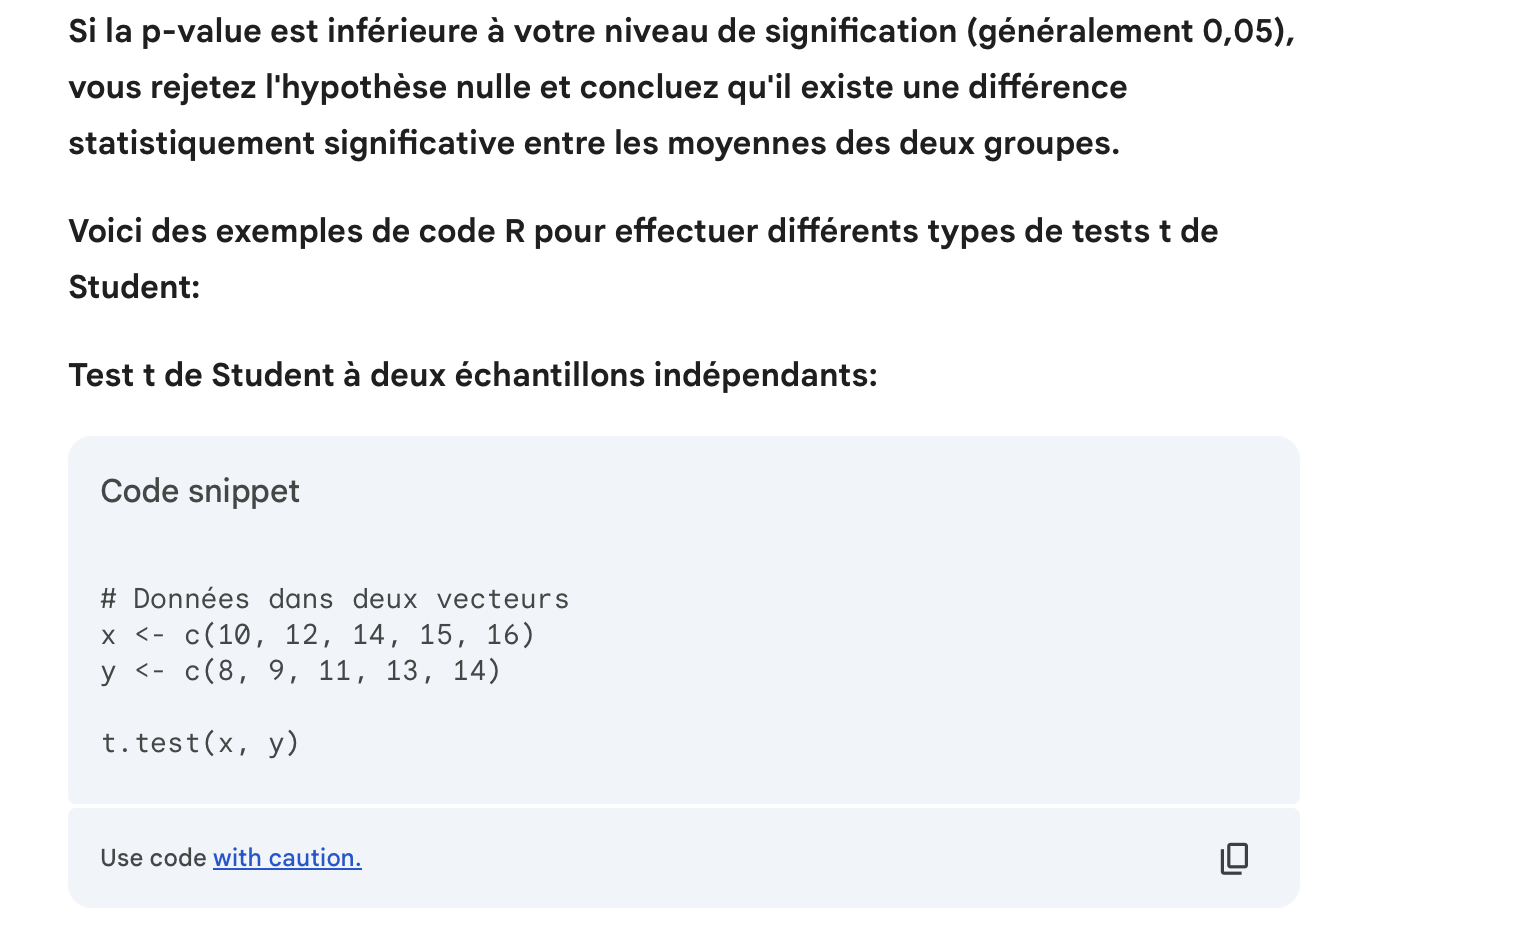 Si la p-value est inférieure à votre niveau de signification (généralement 0,05),
vous rejetez l'hypothèse nulle et concluez qu'il existe une différence
statistiquement significative entre les moyennes des deux groupes.
Voici des exemples de code R pour effectuer différents types de tests t de
Student:
Test t de Student à deux échantillons indépendants:
Code snippet
# Données dans deux vecteurs
x <- c(10, 12, 14, 15, 16)
y <- c(8, 9, 11, 13, 14)
t.test(x, y)
Use code with caution.